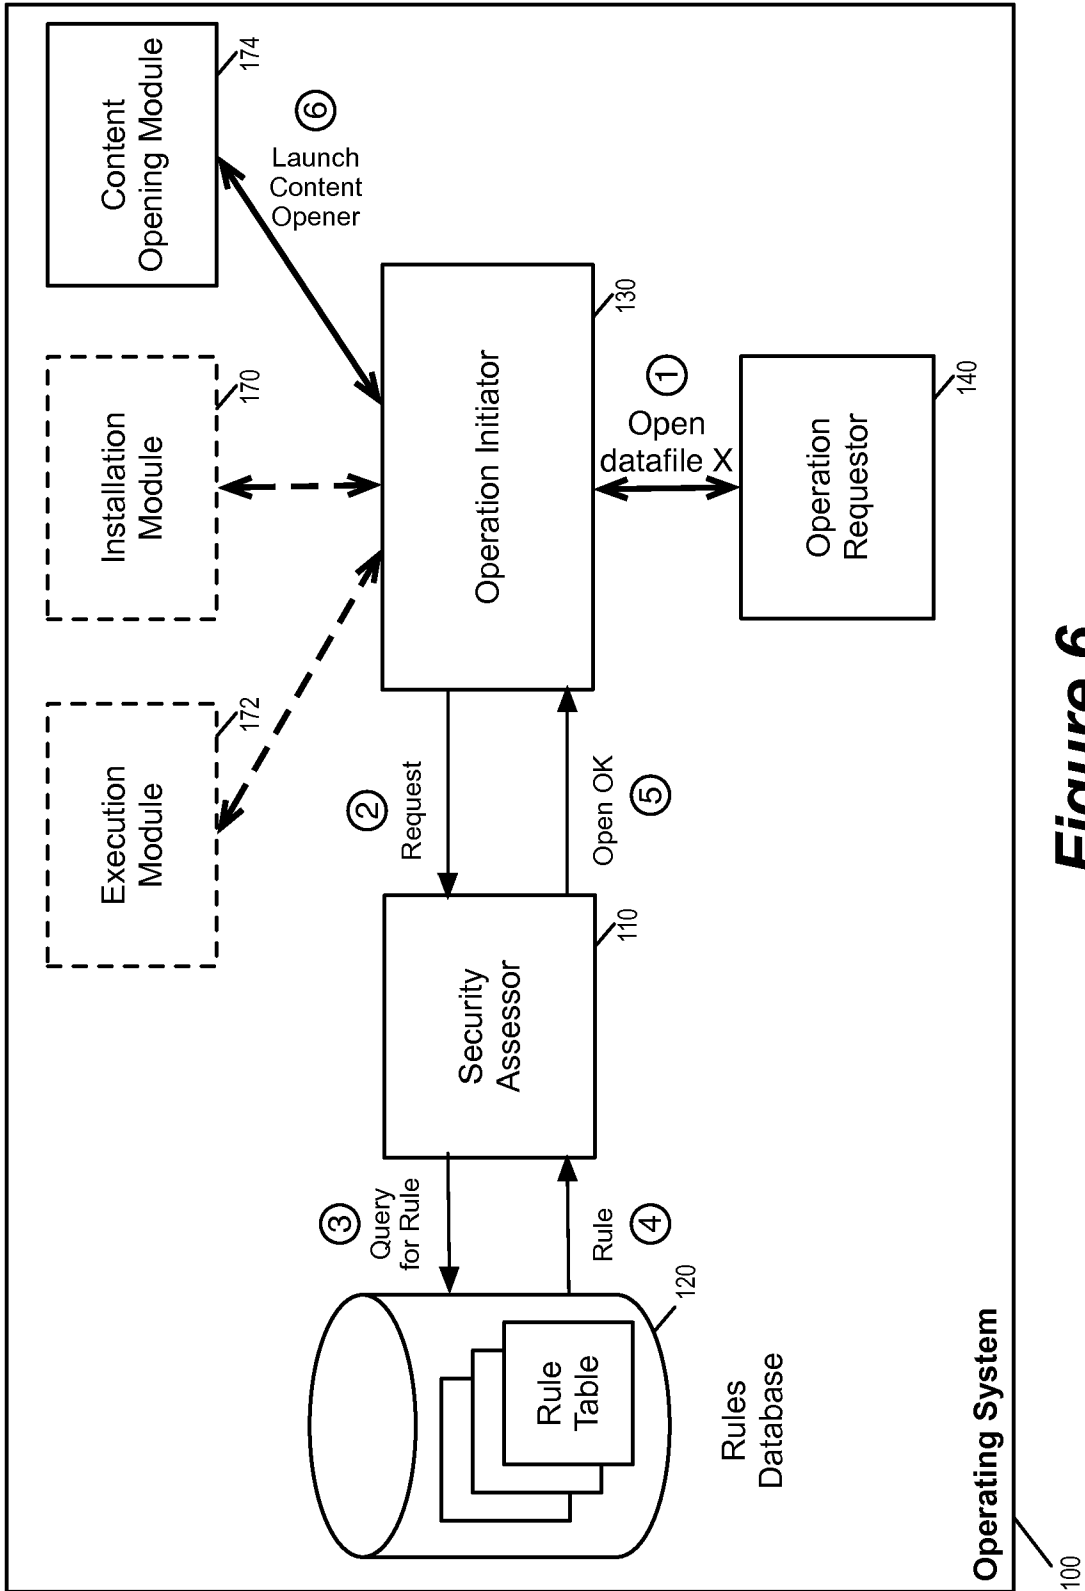 Execution
Module
172
Installation
Module
170
Content
Opening Module
174
6
Launch
Content
Opener
3
Query
for Rule
2
Request
Rule
Table
Security
Assessor
110
Operation Initiator
130
Rule
4
Open OK
5
1
Open
datafile X
120
Rules
Database
Operation
Requestor
140
Operating System
100
Figure 6